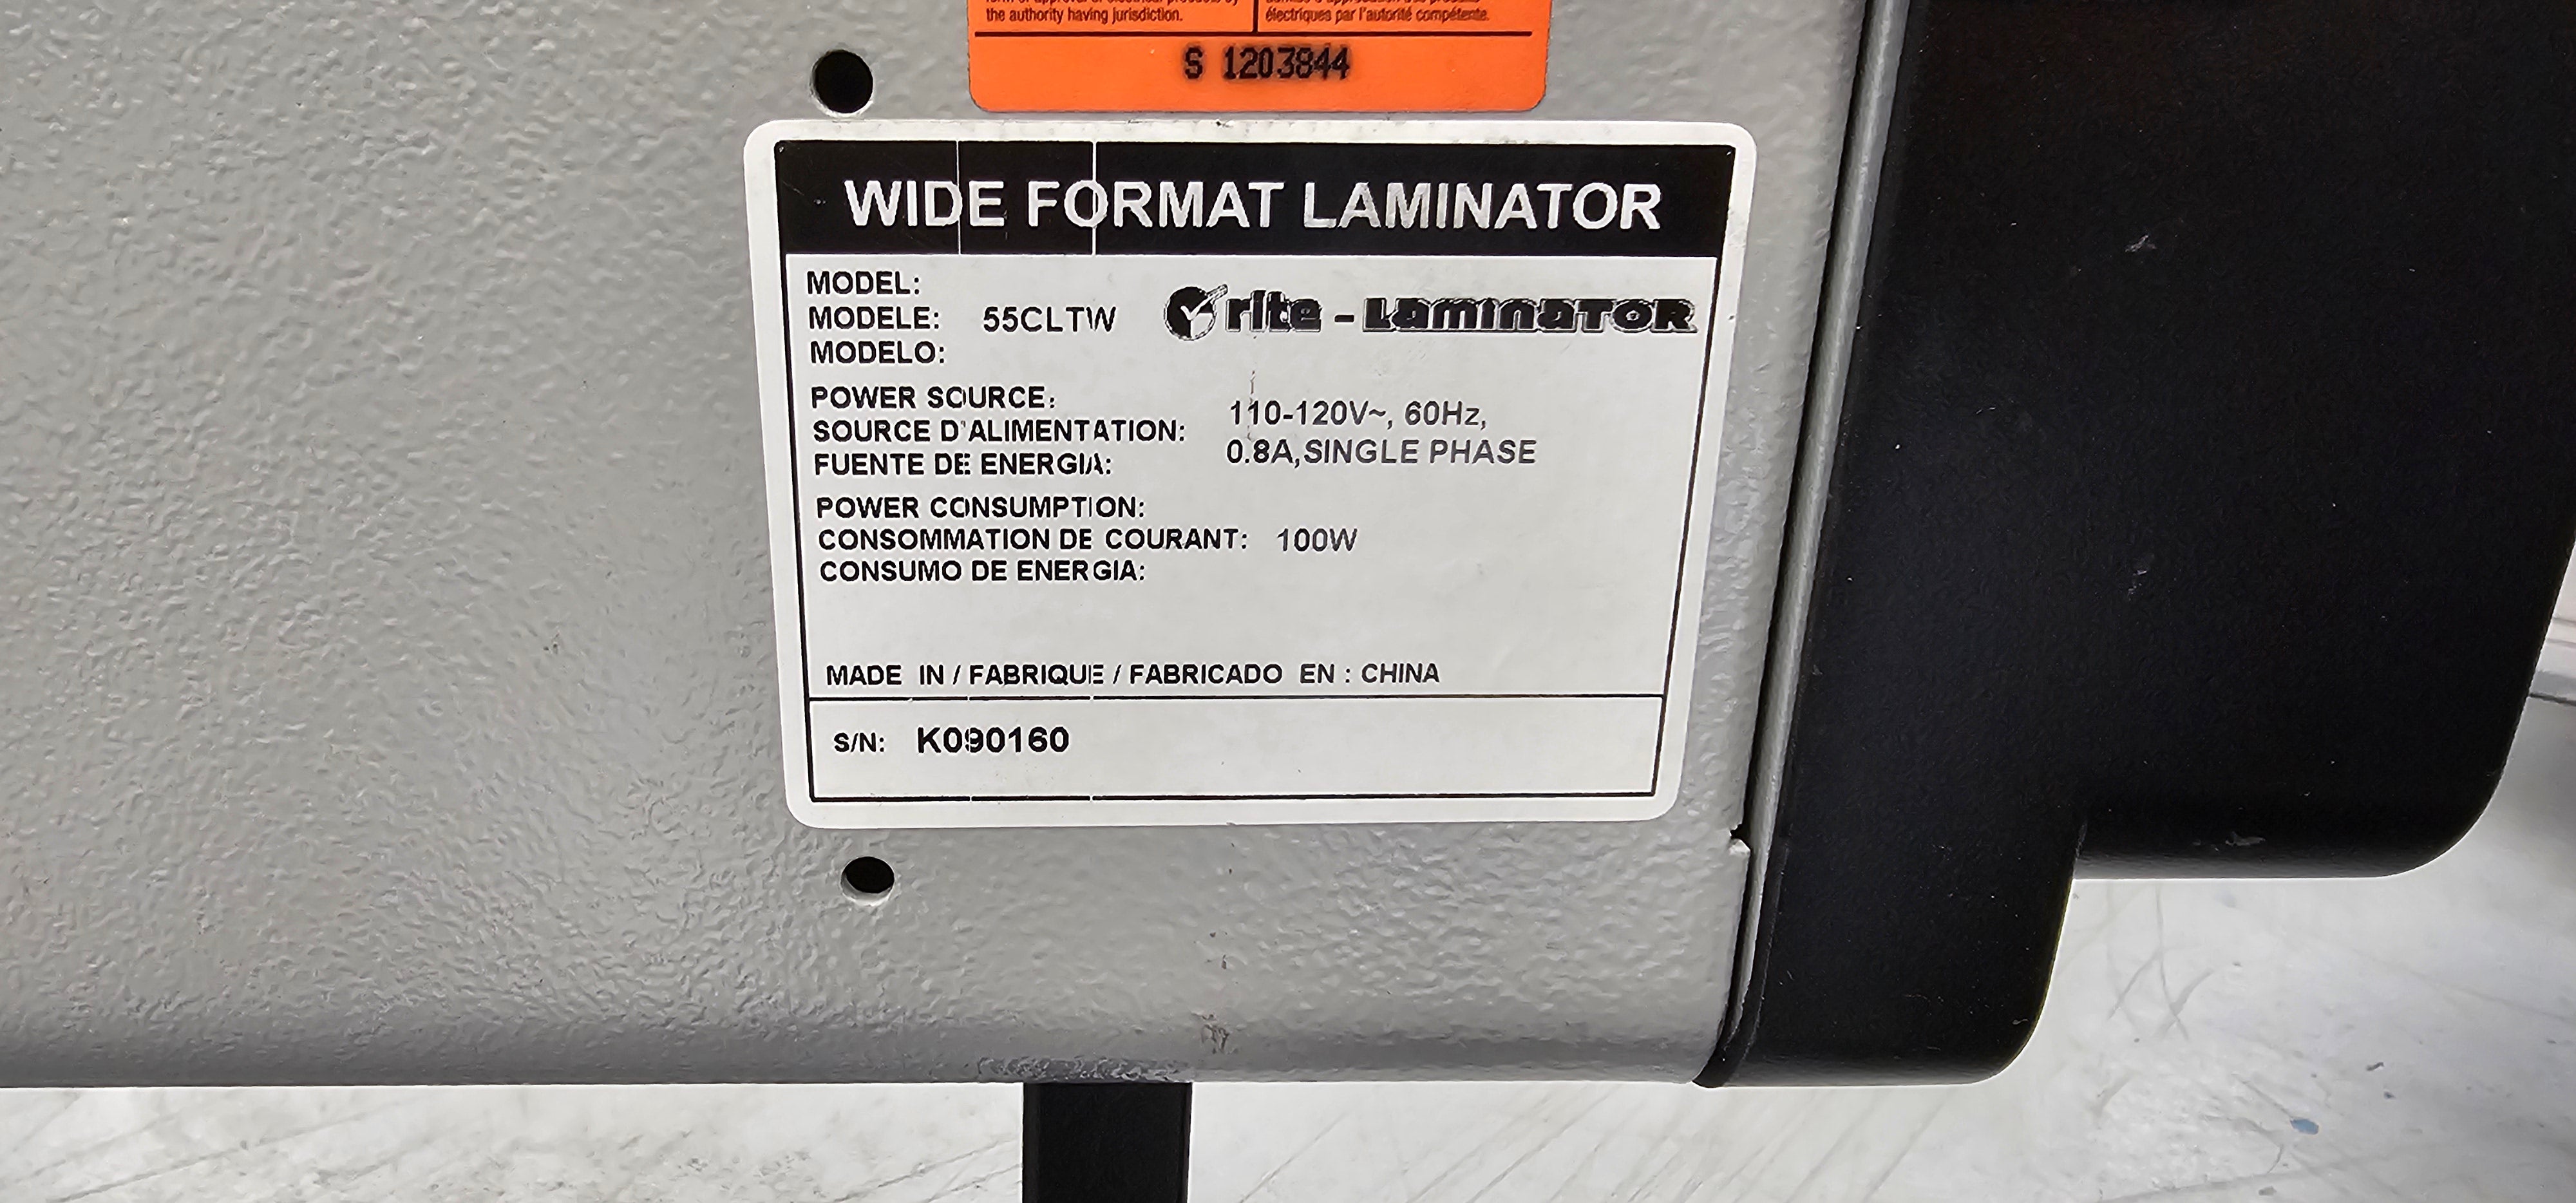 the authority having jurisdiction.
électriques par l'autorité compétente.
S 1203844
WIDE FORMAT LAMINATOR
MODEL:
MODELE: 55CLTW rite - LAMINATOR
MODELO:
POWER SOURCE:
SOURCE D'ALIMENTATION: 110-120V~, 60Hz,
FUENTE DE ENERGIA: 0.8A,SINGLE PHASE
POWER CONSUMPTION:
CONSOMMATION DE COURANT: 100W
CONSUMO DE ENERGIA:
MADE IN / FABRIQUE / FABRICADO EN : CHINA
S/N: K090160